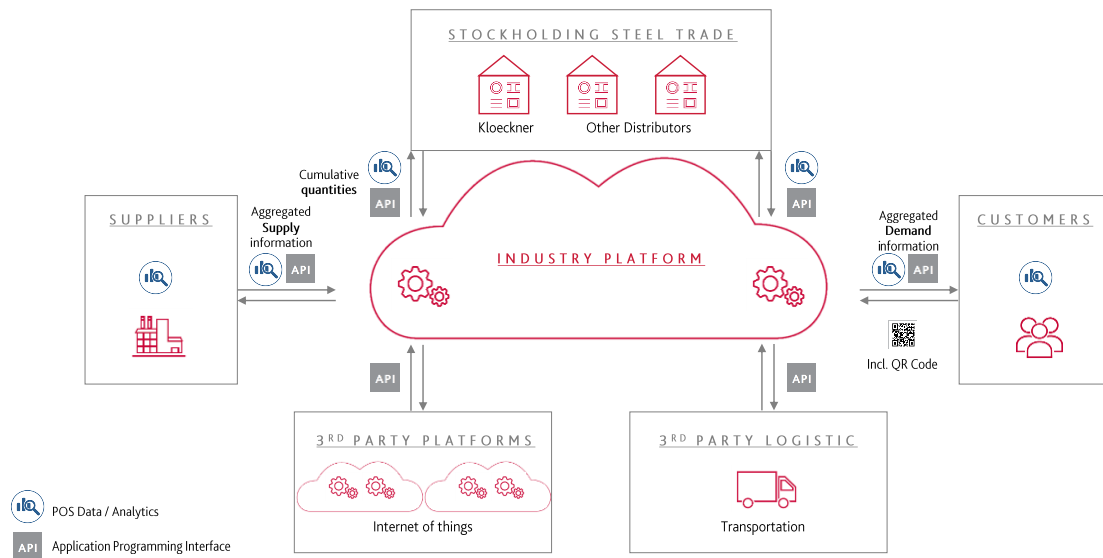 STOCKHOLDING STEEL TRADE
Kloeckner
Other Distributors
Cumulative
quantities
API
API
SUPPLIERS
Aggregated
Supply
information
API
INDUSTRY PLATFORM
Aggregated
Demand
information
API
CUSTOMERS
Incl. QR Code
API
API
3RD PARTY PLATFORMS
Internet of things
3RD PARTY LOGISTIC
Transportation
POS Data / Analytics
API
Application Programming Interface